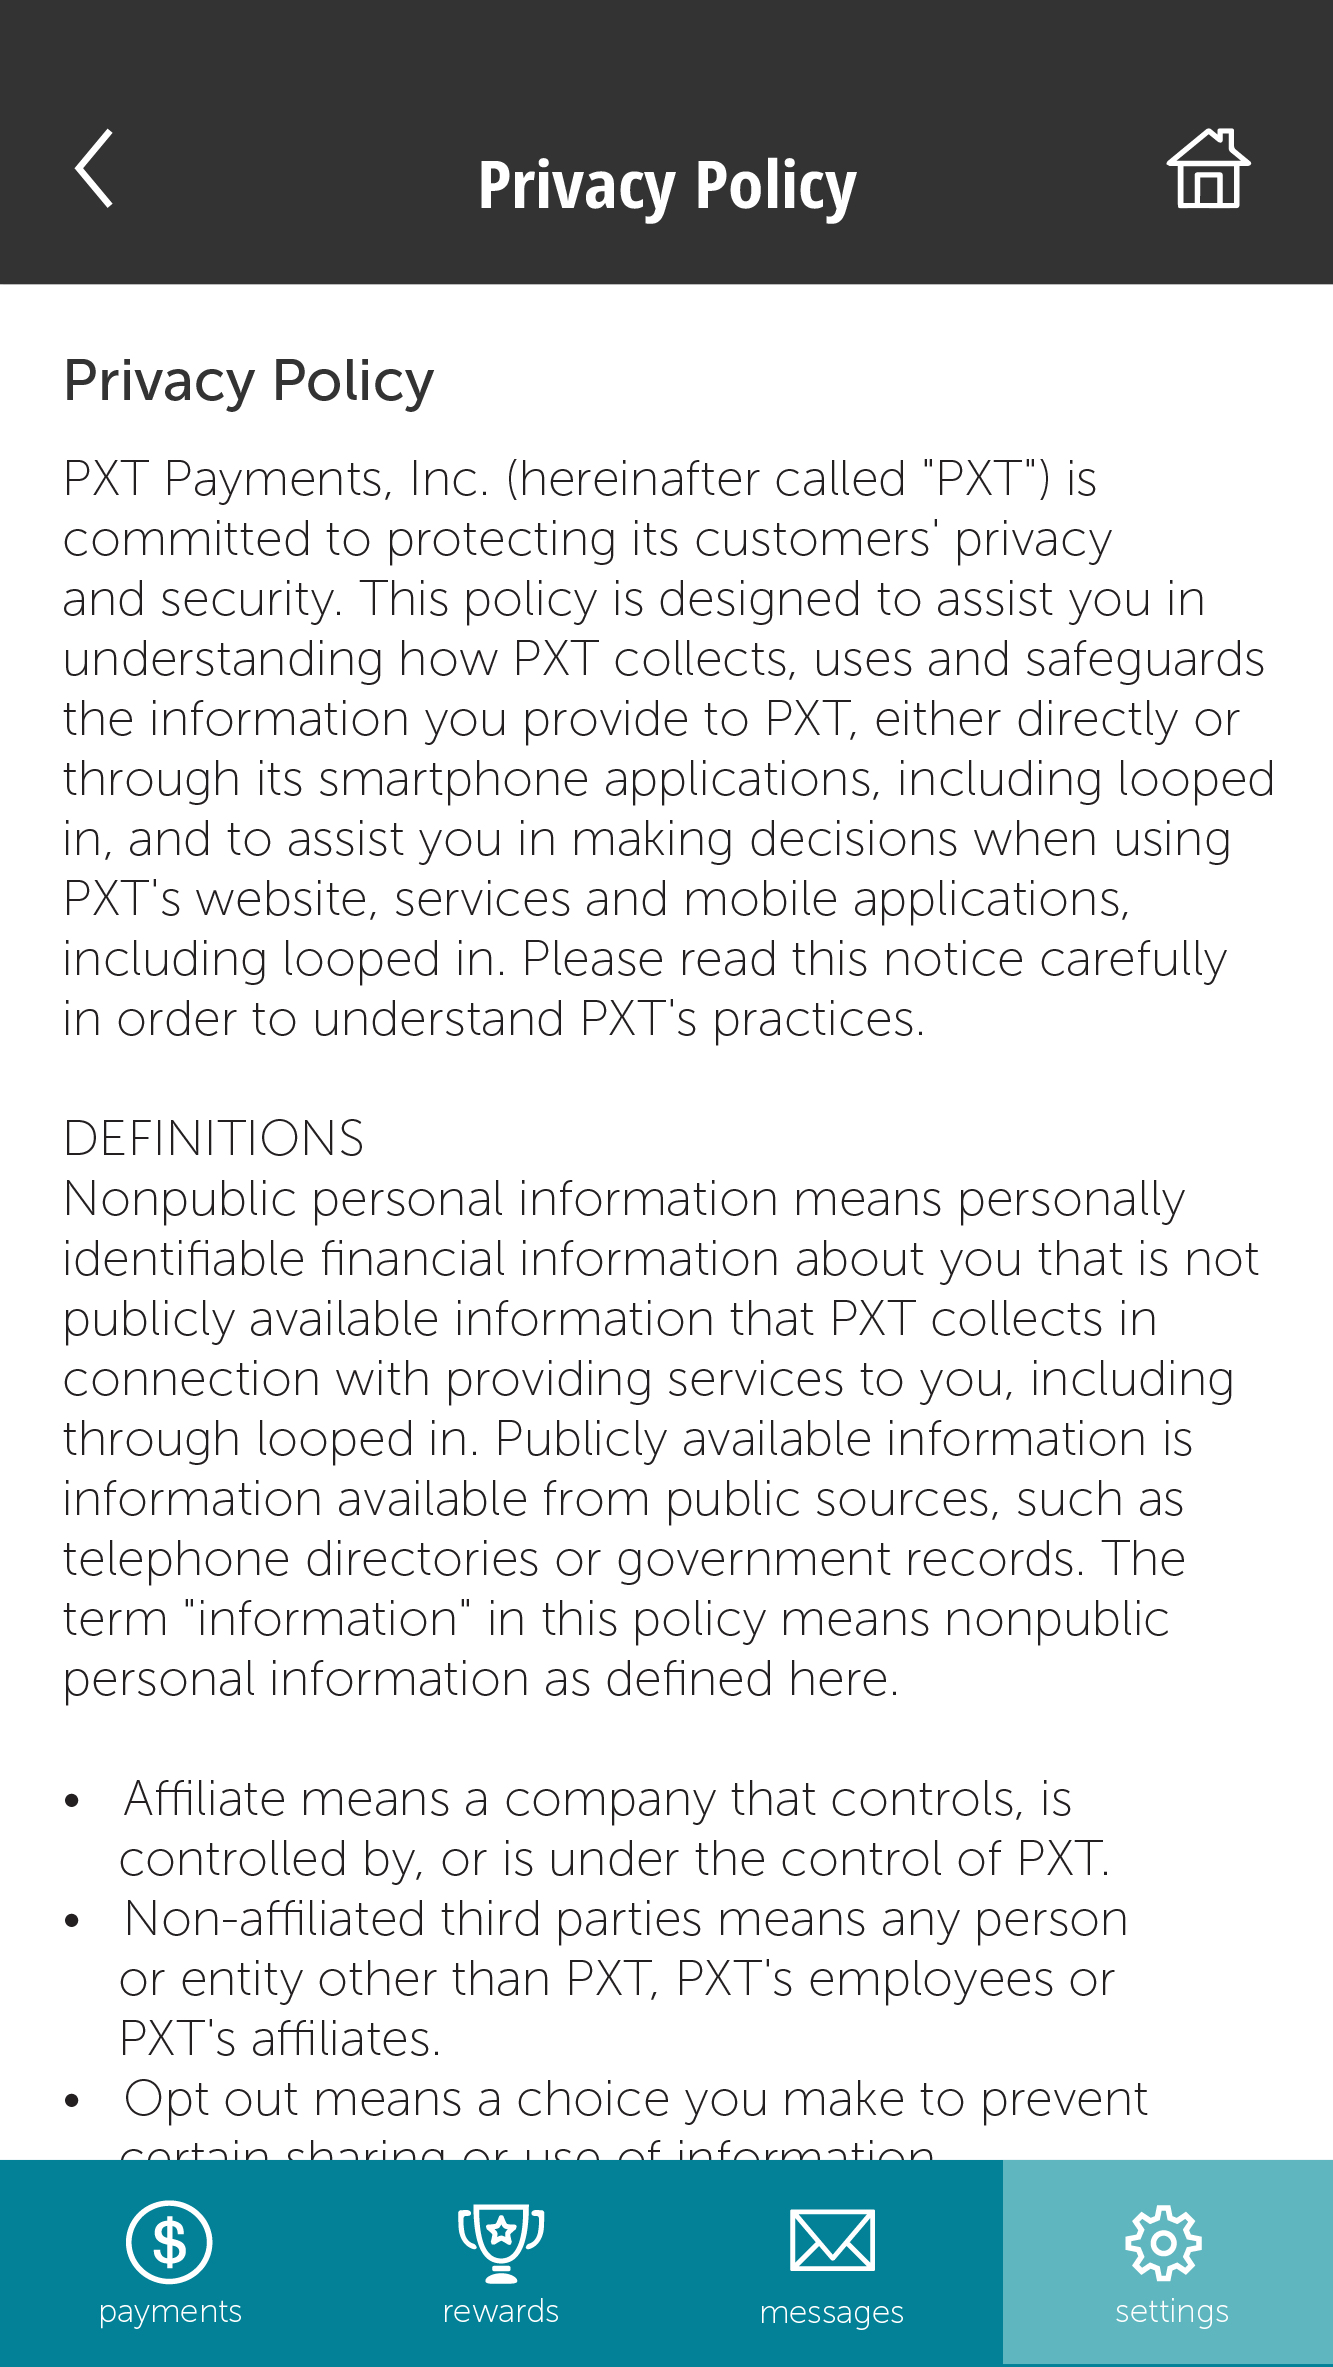 Privacy Policy
Privacy Policy
PXT Payments, Inc. (hereinafter called "PXT") is
committed to protecting its customers' privacy
and security. This policy is designed to assist you in
understanding how PXT collects, uses and safeguards
the information you provide to PXT, either directly or
through its smartphone applications, including looped
in, and to assist you in making decisions when using
PXT's website, services and mobile applications,
including looped in. Please read this notice carefully
in order to understand PXT's practices.
DEFINITIONS
Nonpublic personal information means personally
identifiable financial information about you that is not
publicly available information that PXT collects in
connection with providing services to you, including
through looped in. Publicly available information is
information available from public sources, such as
telephone directories or government records. The
term "information" in this policy means nonpublic
personal information as defined here.
• Affiliate means a company that controls, is
controlled by, or is under the control of PXT.
• Non-affiliated third parties means any person
or entity other than PXT, PXT's employees or
PXT's affiliates.
• Opt out means a choice you make to prevent
certain sharing or use of information
payments
rewards
messages
settings